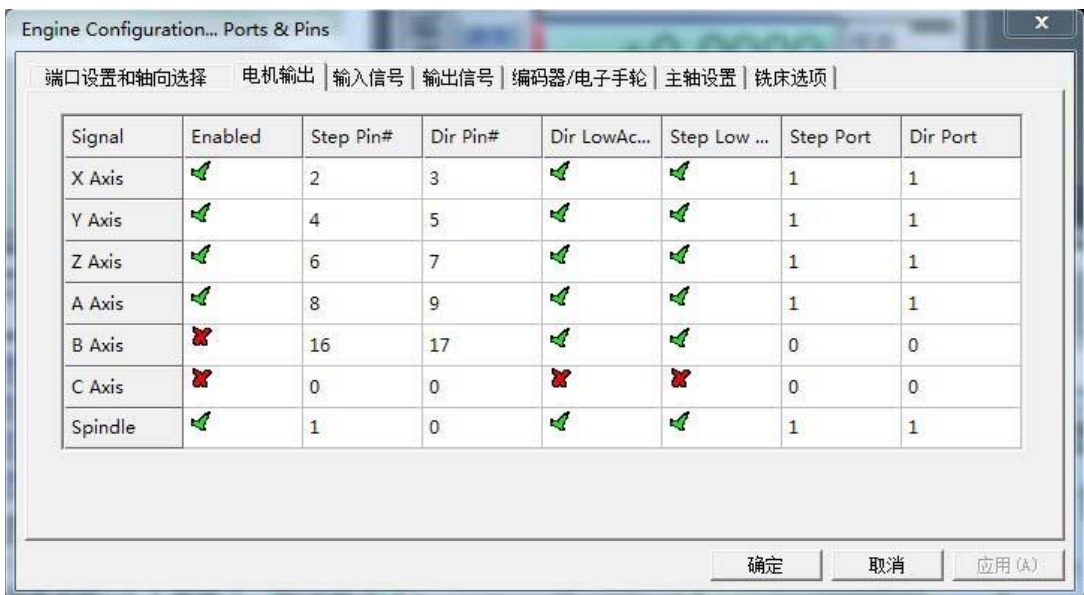 Engine Configuration... Ports & Pins
x
端口设置和轴向选择 电机输出 输入信号 输出信号 编码器/电子手轮 主轴设置 铣床选项
Signal Enabled Step Pin# Dir Pin# Dir LowAc... Step Low ... Step Port Dir Port
X Axis 2 3 1 1
Y Axis 4 5 1 1
Z Axis 6 7 1 1
A Axis 8 9 1 1
B Axis 16 17 0 0
C Axis 0 0 0 0
Spindle 1 0 1 1
确定 取消 应用(A)